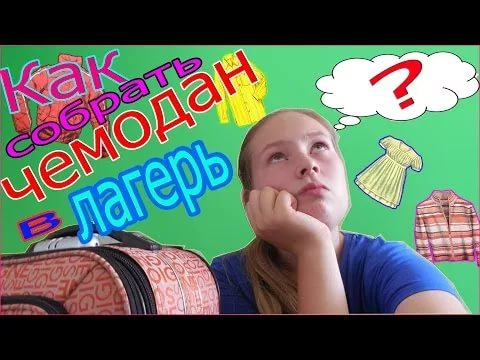 Как
собрать
чемодан
в лагерь
?